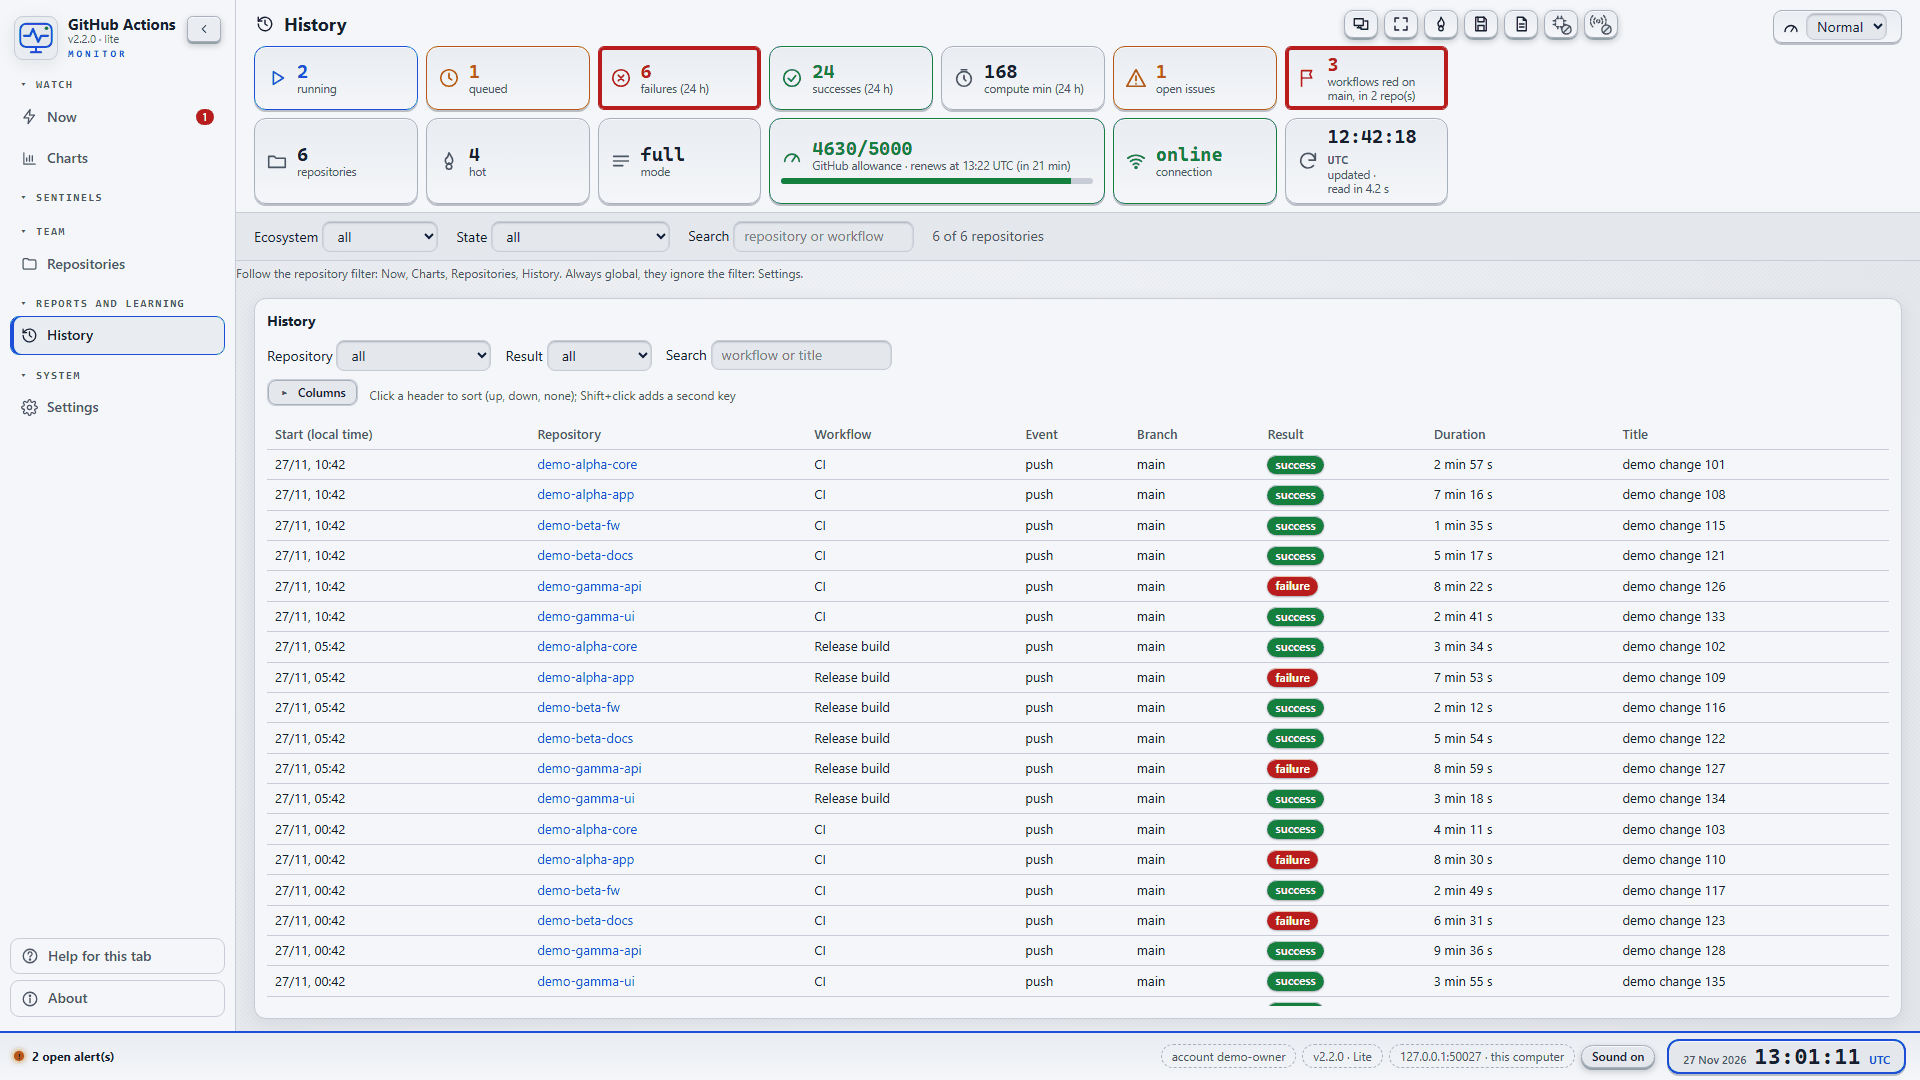 GitHub Actions
v2.2.0 · lite
MONITOR
WATCH
Now
1
Charts
SENTINELS
TEAM
Repositories
REPORTS AND LEARNING
History
SYSTEM
Settings
Help for this tab
About
History
Normal
2
running
1
queued
6
failures (24 h)
24
successes (24 h)
168
compute min (24 h)
1
open issues
3
workflows red on
main, in 2 repo(s)
6
repositories
4
hot
full
mode
4630/5000
GitHub allowance · renews at 13:22 UTC (in 21 min)
online
connection
12:42:18
UTC
updated ·
read in 4.2 s
Ecosystem all State all Search repository or workflow 6 of 6 repositories
Follow the repository filter: Now, Charts, Repositories, History. Always global, they ignore the filter: Settings.
History
Repository all Result all Search workflow or title
Columns Click a header to sort (up, down, none); Shift+click adds a second key
Start (local time) Repository Workflow Event Branch Result Duration Title
27/11, 10:42 demo-alpha-core CI push main success 2 min 57 s demo change 101
27/11, 10:42 demo-alpha-app CI push main success 7 min 16 s demo change 108
27/11, 10:42 demo-beta-fw CI push main success 1 min 35 s demo change 115
27/11, 10:42 demo-beta-docs CI push main success 5 min 17 s demo change 121
27/11, 10:42 demo-gamma-api CI push main failure 8 min 22 s demo change 126
27/11, 10:42 demo-gamma-ui CI push main success 2 min 41 s demo change 133
27/11, 05:42 demo-alpha-core Release build push main success 3 min 34 s demo change 102
27/11, 05:42 demo-alpha-app Release build push main failure 7 min 53 s demo change 109
27/11, 05:42 demo-beta-fw Release build push main success 2 min 12 s demo change 116
27/11, 05:42 demo-beta-docs Release build push main success 5 min 54 s demo change 122
27/11, 05:42 demo-gamma-api Release build push main failure 8 min 59 s demo change 127
27/11, 05:42 demo-gamma-ui Release build push main success 3 min 18 s demo change 134
27/11, 00:42 demo-alpha-core CI push main success 4 min 11 s demo change 103
27/11, 00:42 demo-alpha-app CI push main failure 8 min 30 s demo change 110
27/11, 00:42 demo-beta-fw CI push main success 2 min 49 s demo change 117
27/11, 00:42 demo-beta-docs CI push main failure 6 min 31 s demo change 123
27/11, 00:42 demo-gamma-api CI push main success 9 min 36 s demo change 128
27/11, 00:42 demo-gamma-ui CI push main success 3 min 55 s demo change 135
2 open alert(s)
account demo-owner
v2.2.0 · Lite
127.0.0.1:50027 · this computer
Sound on
27 Nov 2026 13:01:11 UTC